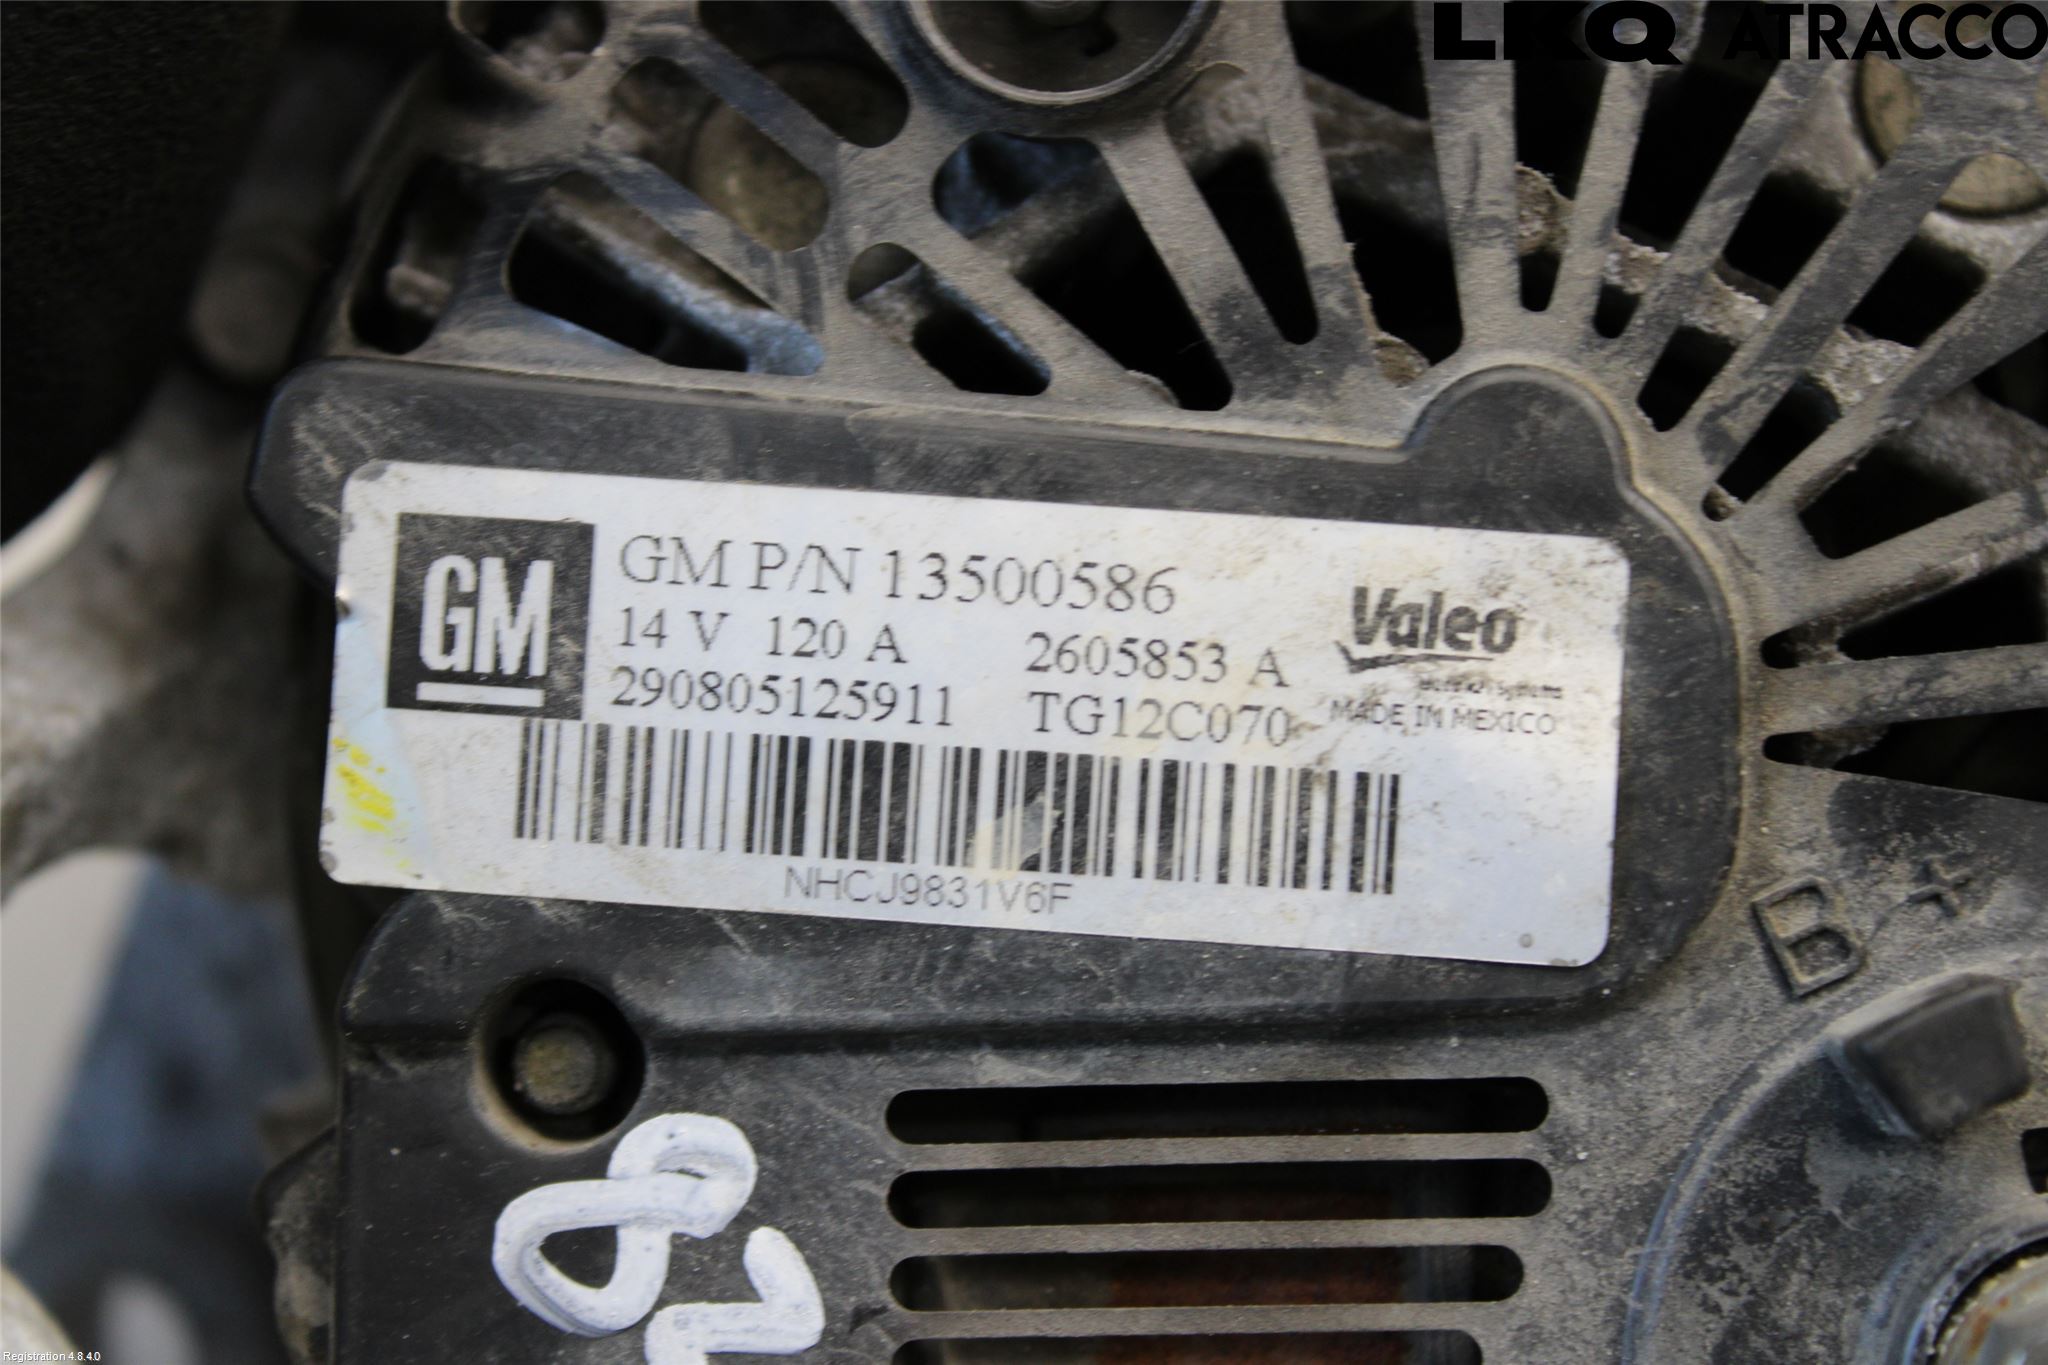 LKQ ATRACCO
GM
GM P/N 13500586
14 V 120 A 2605853 A
290805125911 TG12C070
Valeo
MADE IN MEXICO
NHCJ9831V6F
B+
Registration 4.8.4.0